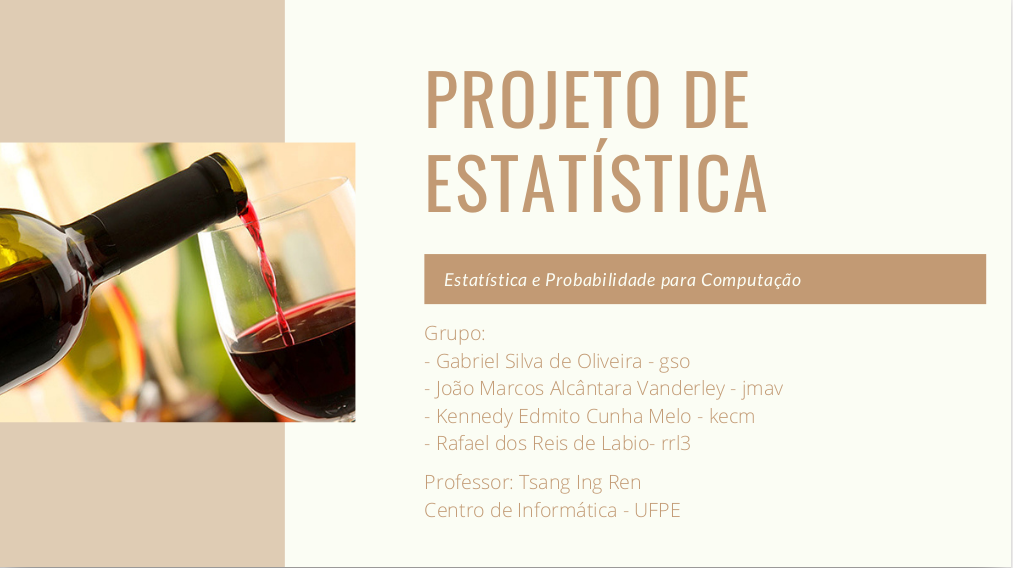 PROJETO DE
ESTATÍSTICA
Estatística e Probabilidade para Computação
Grupo:
- Gabriel Silva de Oliveira - gso
- João Marcos Alcântara Vanderley - jmav
- Kennedy Edmito Cunha Melo - kecm
- Rafael dos Reis de Labio- rrl3
Professor: Tsang Ing Ren
Centro de Informática - UFPE